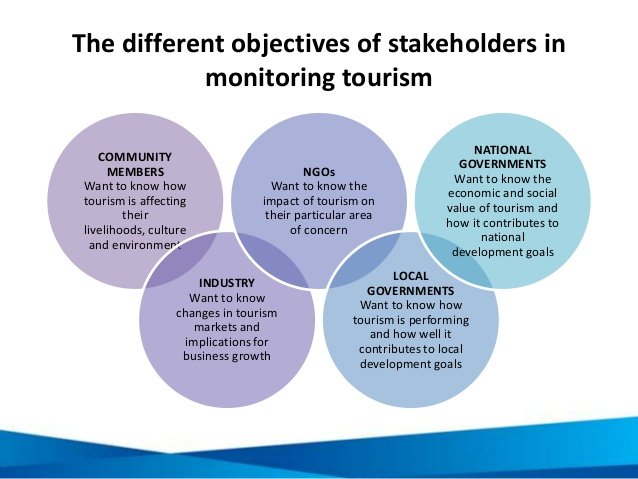 The different objectives of stakeholders in
monitoring tourism
COMMUNITY
MEMBERS
Want to know how
tourism is affecting
their
livelihoods, culture
and environment
NGOs
Want to know the
impact of tourism on
their particular area
of concern
NATIONAL
GOVERNMENTS
Want to know the
economic and social
value of tourism and
how it contributes to
national
development goals
INDUSTRY
Want to know
changes in tourism
markets and
implications for
business growth
LOCAL
GOVERNMENTS
Want to know how
tourism is performing
and how well it
contributes to local
development goals